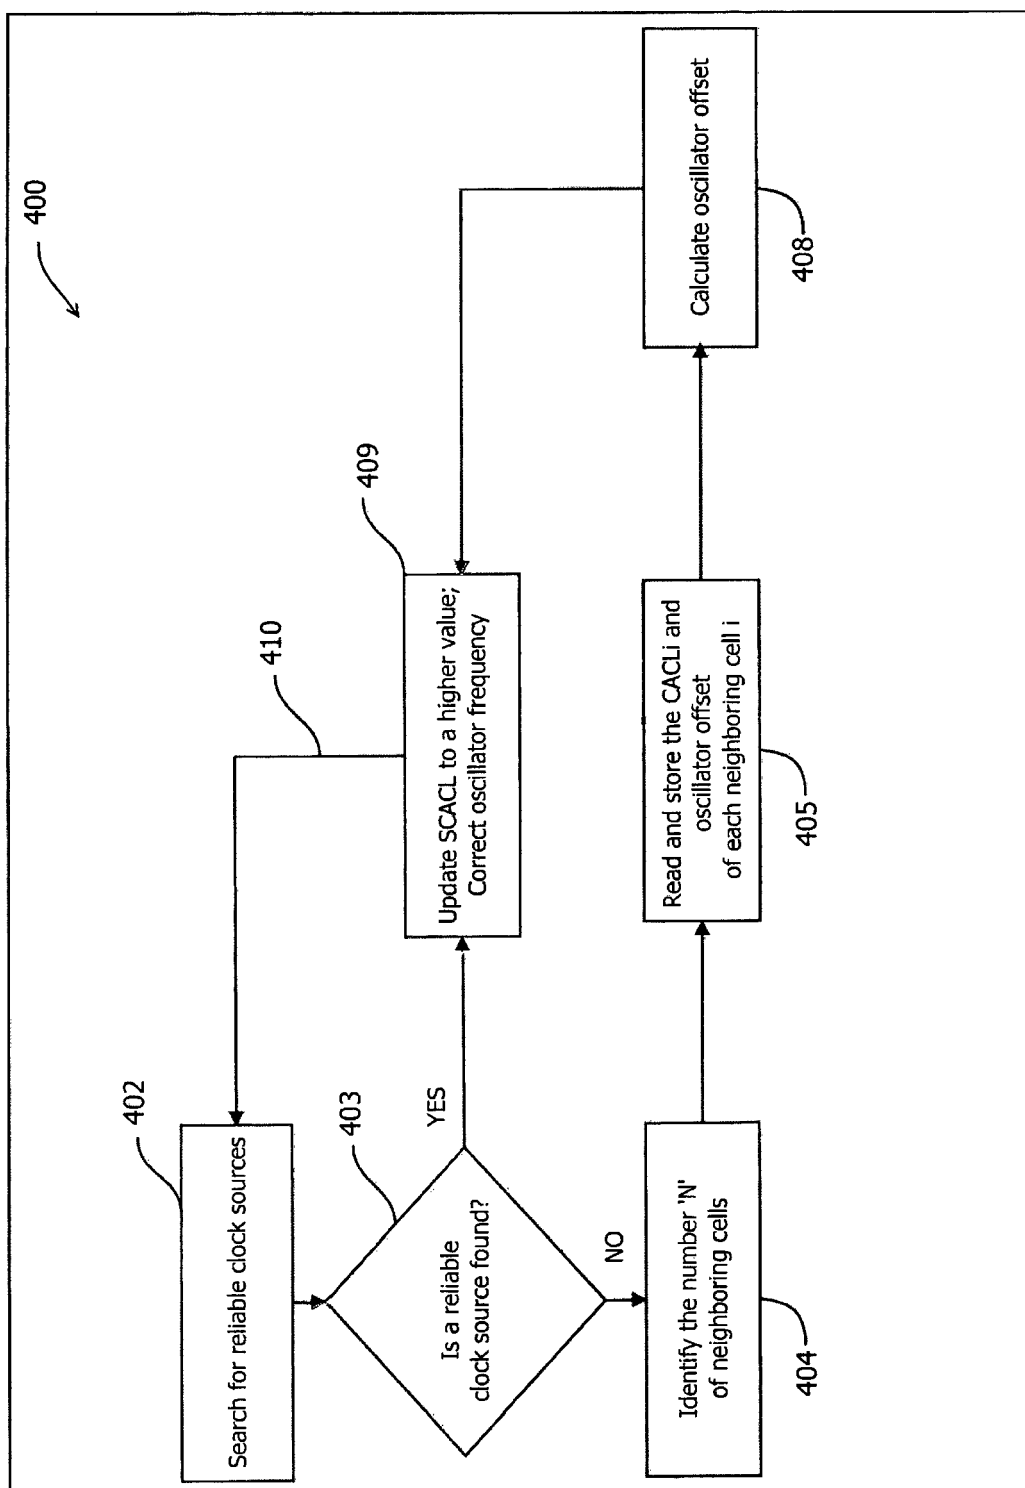 400
402
Search for reliable clock sources
403
Is a reliable
clock source found?
YES
NO
410
409
Update SCACL to a higher value;
Correct oscillator frequency
Identify the number 'N'
of neighboring cells
404
Read and store the CACLi and
oscillator offset
of each neighboring cell i
405
Calculate oscillator offset
408